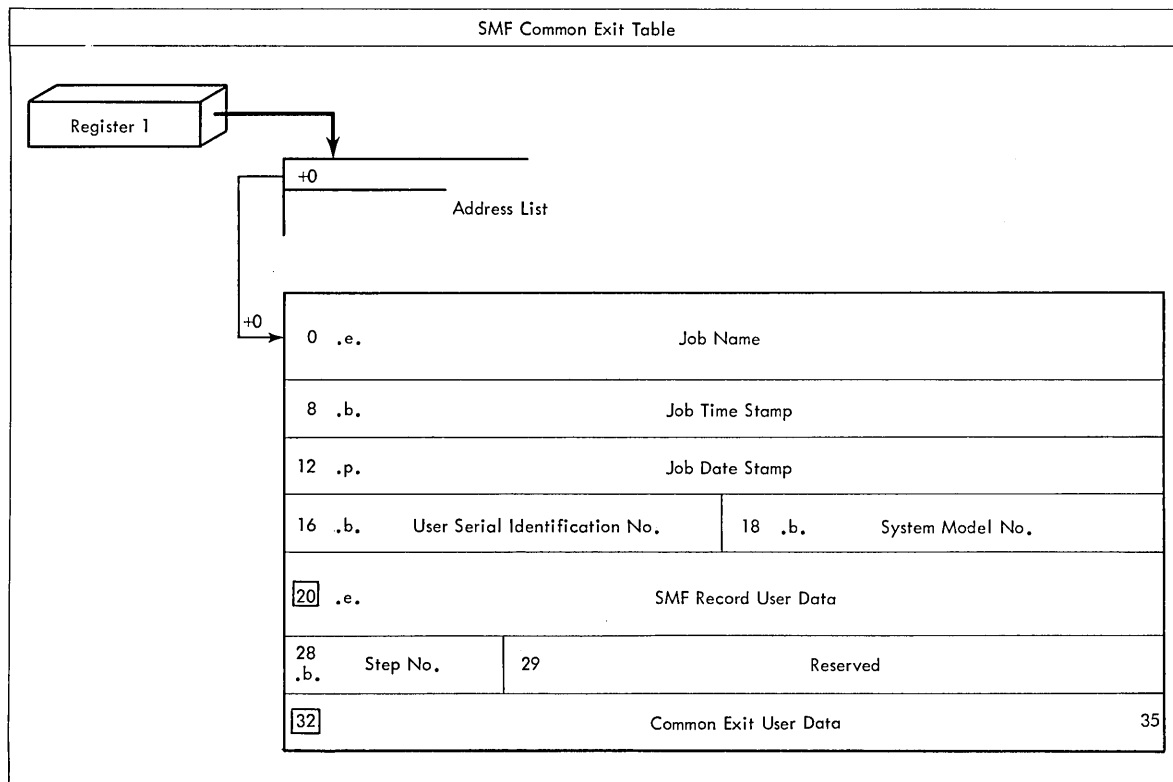 SMF Common Exit Table
Register 1
+0
Address List
+0
0 .e. Job Name
8 .b. Job Time Stamp
12 .p. Job Date Stamp
16 .b. User Serial Identification No. 18 .b. System Model No.
20 .e. SMF Record User Data
28 .b. Step No. 29 Reserved
32 Common Exit User Data 35